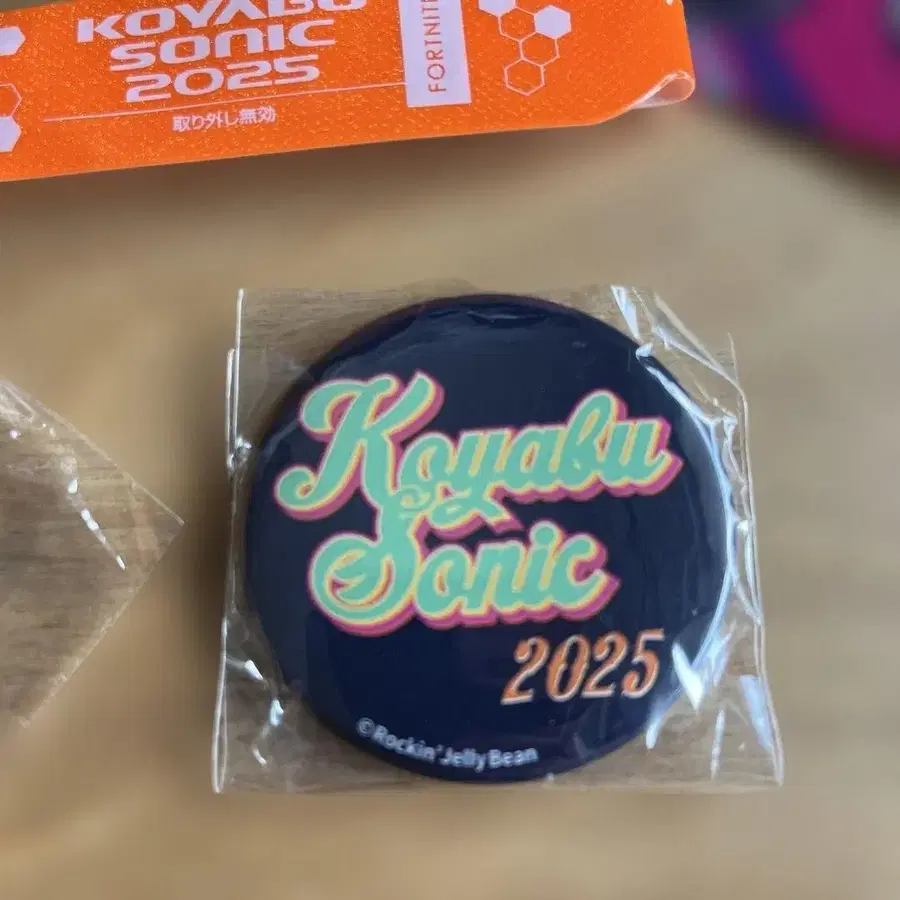 KOYABU
SONIC
2025
取り外し無効
FORTNITE
Koyabu
Sonic
2025
©Rockin'JellyBean